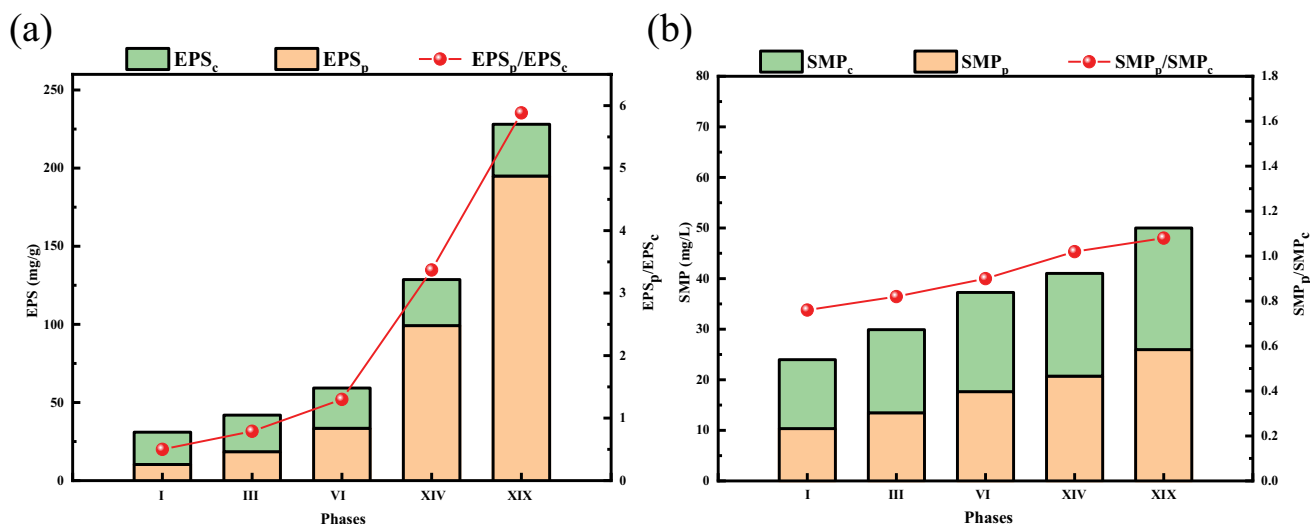 (a)
EPSc EPSp EPSp/EPSc
250
200
150
100
50
0
EPS (mg/g)
6
5
4
3
2
1
0
EPSp/EPSc
I III VI XIV XIX
Phases
(b)
SMPc SMPp SMPp/SMPc
80
70
60
50
40
30
20
10
0
SMP (mg/L)
1.8
1.6
1.4
1.2
1.0
0.8
0.6
0.4
0.2
0.0
SMPp/SMPc
I III VI XIV XIX
Phases